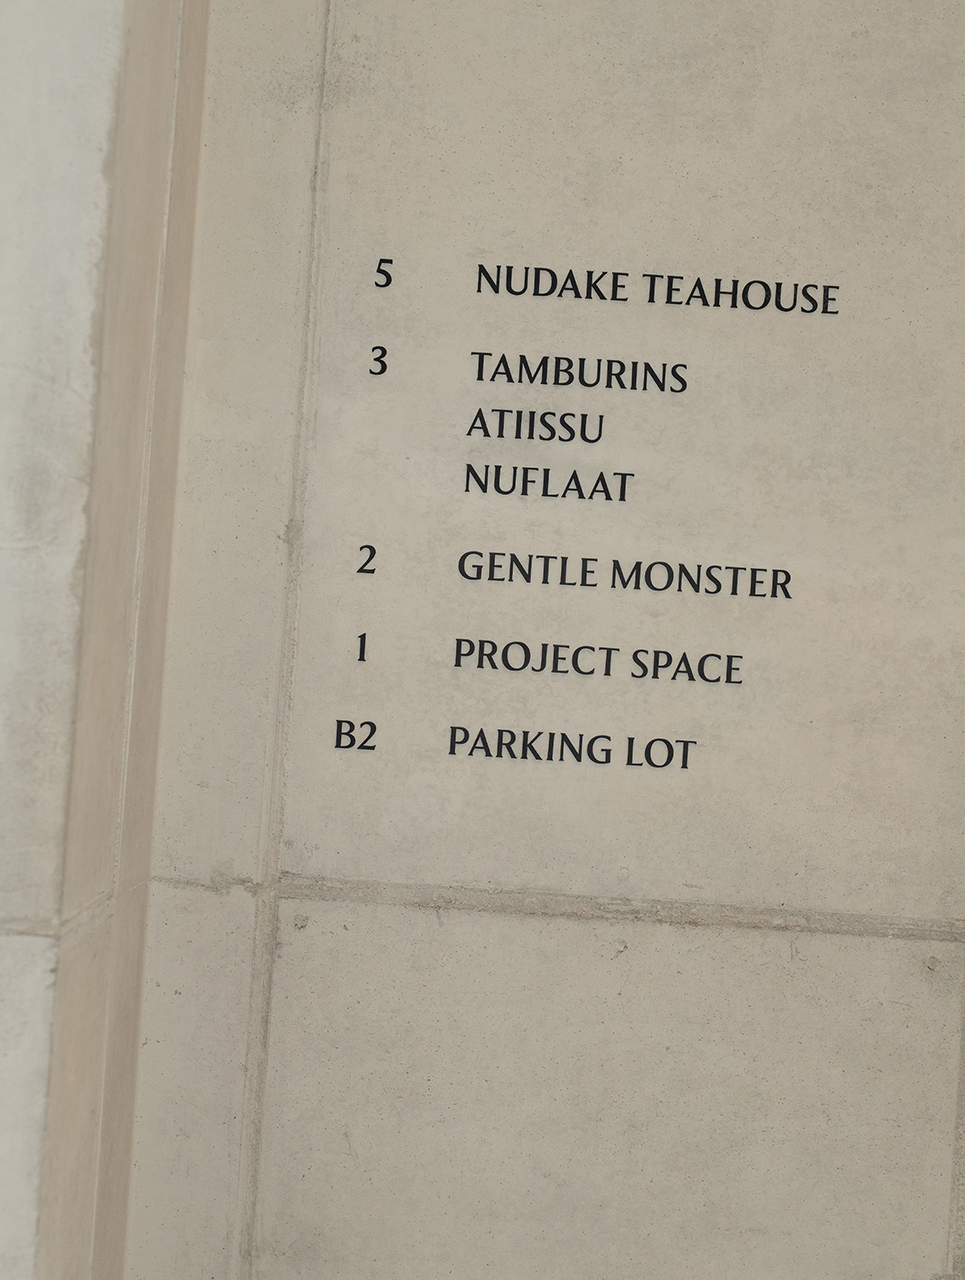 5 NUDAKE TEAHOUSE
3 TAMBURINS
ATIISSU
NUFLAAT
2 GENTLE MONSTER
1 PROJECT SPACE
B2 PARKING LOT